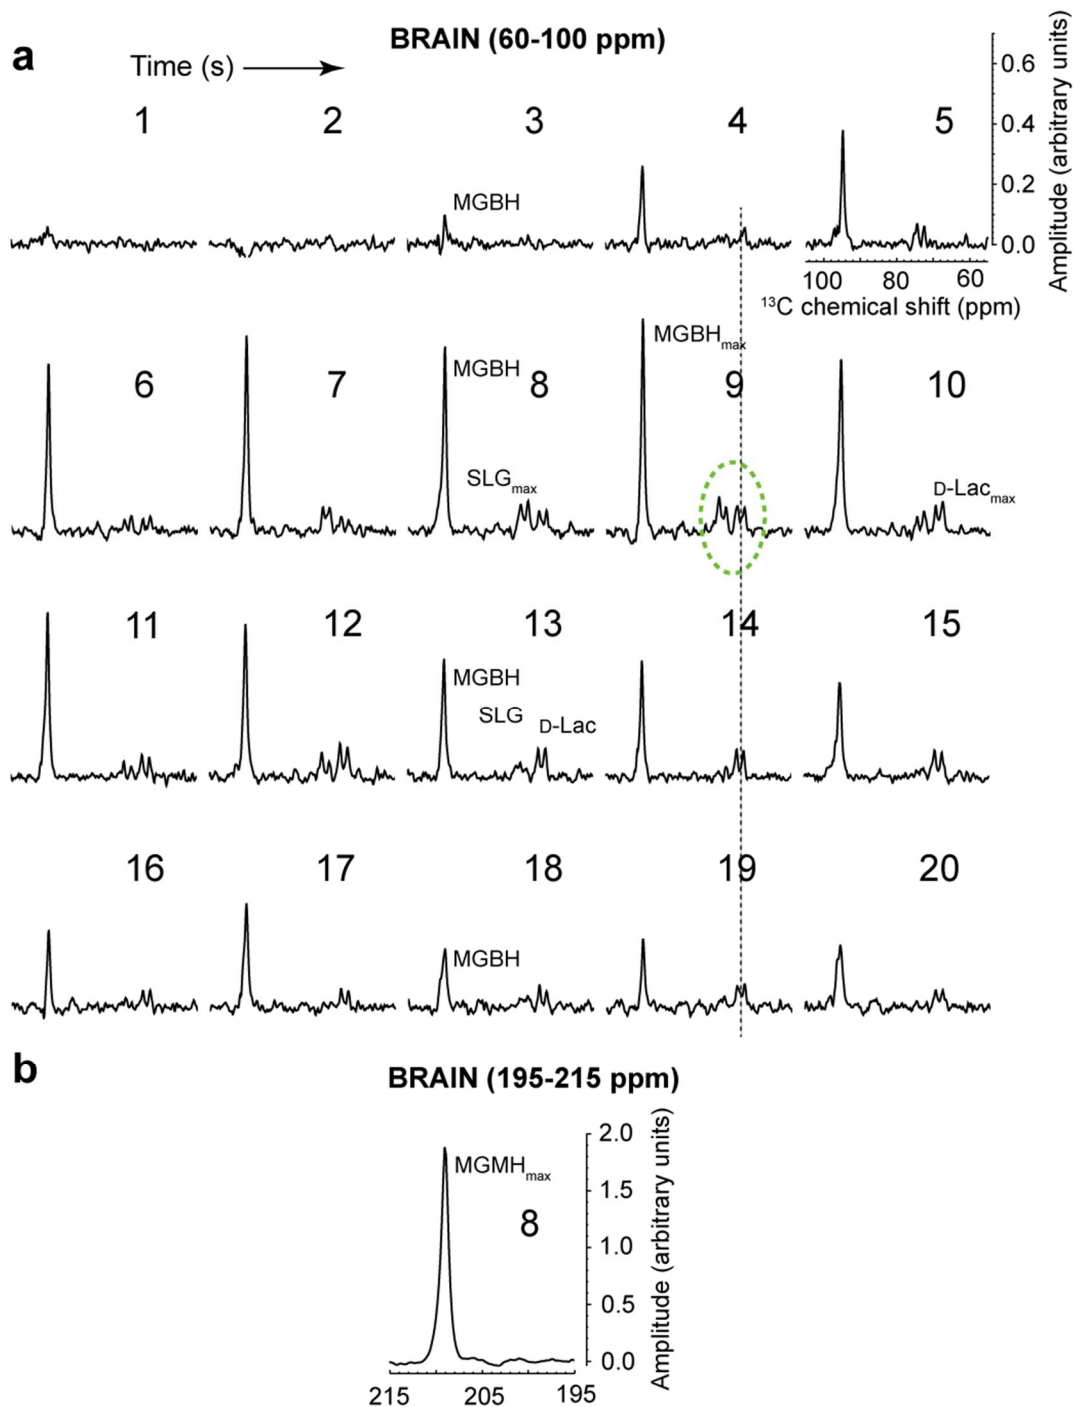 a
BRAIN (60-100 ppm)
Time (s)
1 2 3 4 5
0.6
0.4
0.2
0.0
Amplitude (arbitrary units)
MGBH
100 80 60
13C chemical shift (ppm)
MGBH
MGBHmax
6 7 8 9 10
SLGmax
D-Lacmax
11 12 13 14 15
MGBH
SLG
D-Lac
16 17 18 19 20
MGBH
b
BRAIN (195-215 ppm)
2.0
1.5
1.0
0.5
0.0
Amplitude (arbitrary units)
MGMHmax
8
215 205 195